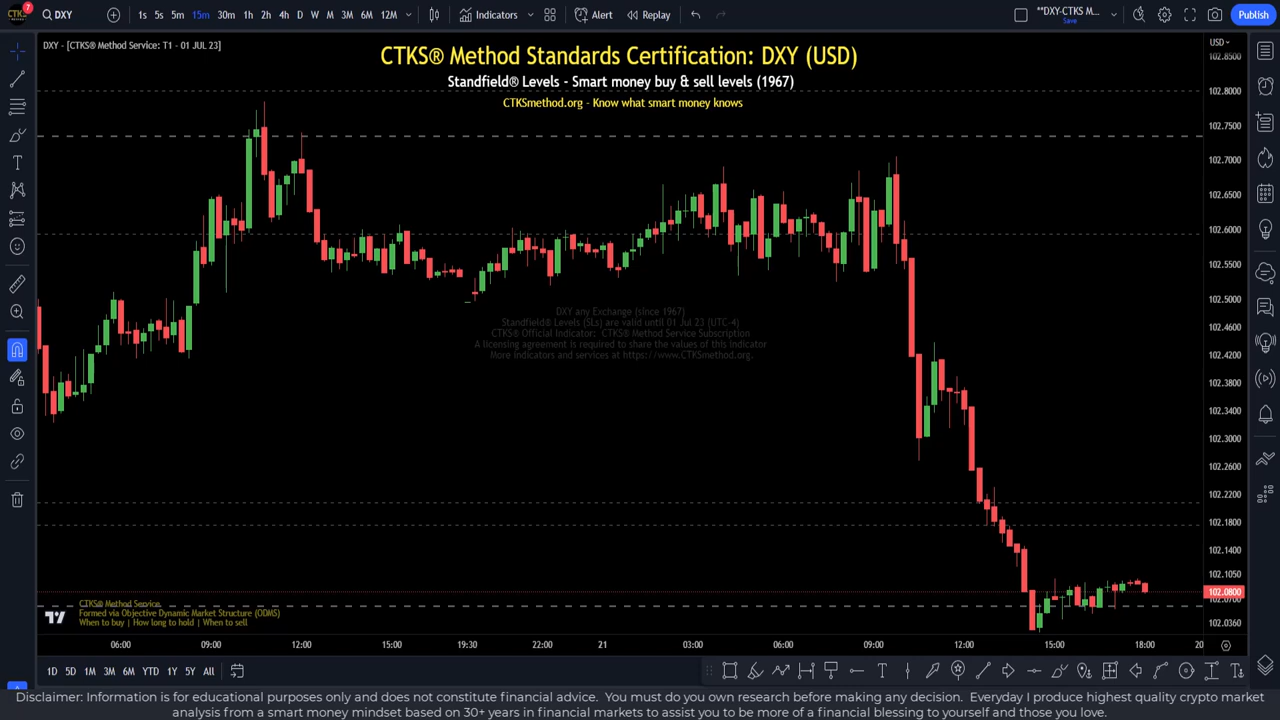 CTKS
7
DXY
1s 5s 5m 15m 30m 1h 2h 4h D W M 3M 6M 12M
Indicators
Alert
Replay
**DXY-CTKS M...
Save
Publish
DXY - [CTKS® Method Service: T1 - 01 JUL 23]
CTKS® Method Standards Certification: DXY (USD)
Standfield® Levels - Smart money buy & sell levels (1967)
CTKSmethod.org - Know what smart money knows
USD
102.8500
102.8000
102.7500
102.7000
102.6500
102.6000
102.5500
102.5000
102.4600
102.4200
102.3800
102.3400
102.3000
102.2600
102.2200
102.1800
102.1400
102.1050
102.0800
102.0700
102.0360
DXY any Exchange (since 1967)
Standfield® Levels (SLs) are valid until 01 Jul 23 (UTC-4)
CTKS® Official Indicator: CTKS® Method Service Subscription
A licensing agreement is required to share the values of this indicator
More indicators and services at https://www.CTKSmethod.org.
CTKS® Method Service
Formed via Objective Dynamic Market Structure (ODMS)
When to buy | How long to hold | When to sell
06:00 09:00 12:00 15:00 19:30 22:00 21 03:00 06:00 09:00 12:00 15:00 18:00 20
1D 5D 1M 3M 6M YTD 1Y 5Y All
Disclaimer: Information is for educational purposes only and does not constitute financial advice. You must do you own research before making any decision. Everyday I produce highest quality crypto market
analysis from a smart money mindset based on 30+ years in financial markets to assist you to be more of a financial blessing to yourself and those you love